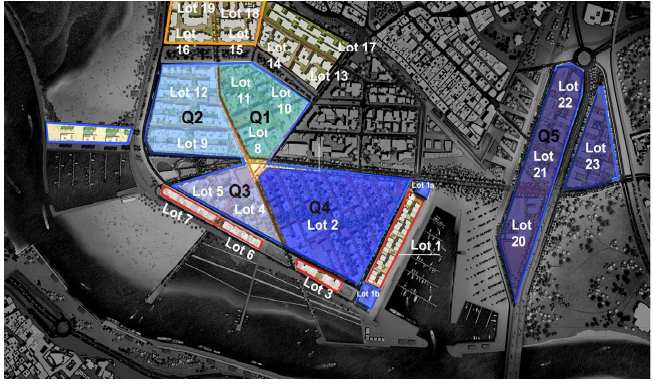 Lot 19
Lot 18
Lot
16
Lot
15
Lot 17
Lot
14
Lot 13
Lot 12
Lot
11
Lot
10
Q2
Q1
Lot 9
Lot
8
Lot
22
Q5
Lot
21
Lot
23
Lot 5
Q3
Lot 4
Q4
Lot 2
Lot 1a
Lot 7
Lot 6
Lot 1
Lot 3
Lot 1b
Lot
20